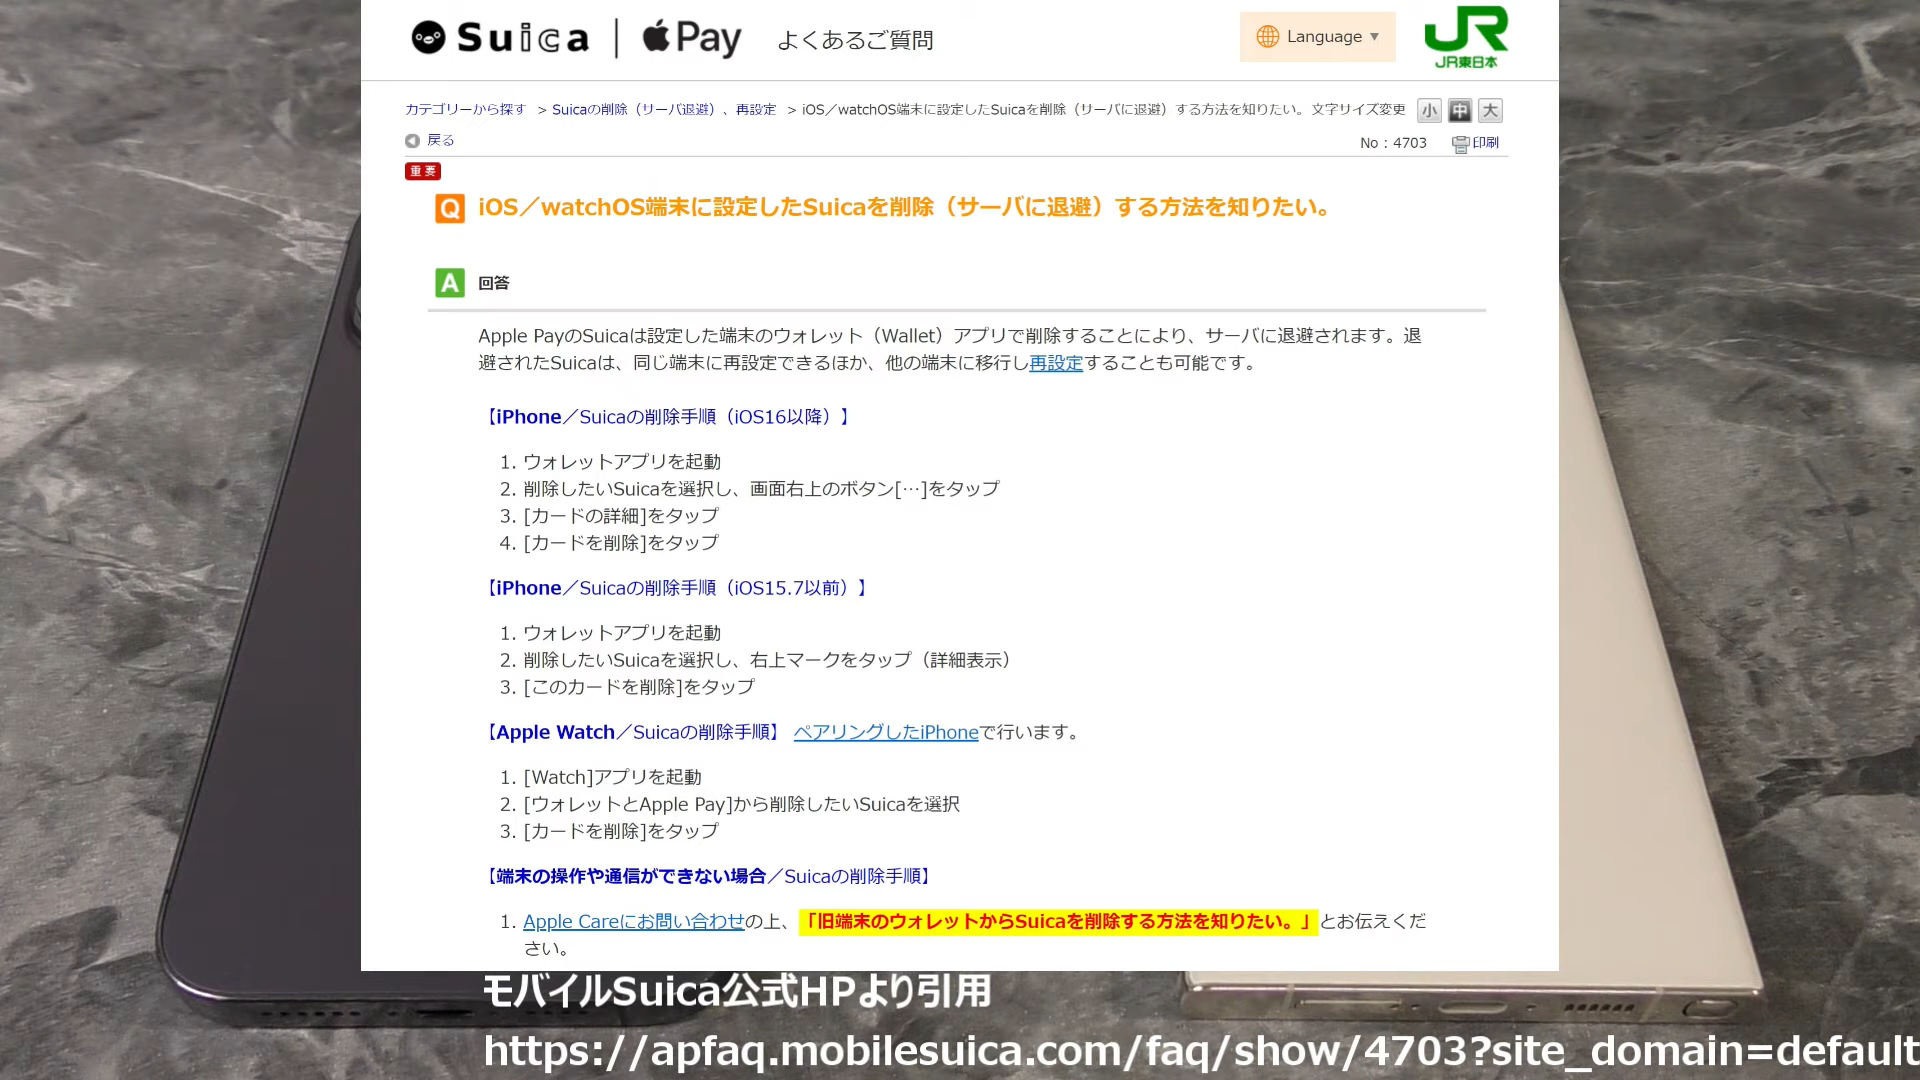 Suica | Pay よくあるご質問 Language ▼ JR JR東日本
カテゴリーから探す > Suicaの削除（サーバ退避）、再設定 > iOS／watchOS端末に設定したSuicaを削除（サーバに退避）する方法を知りたい。 文字サイズ変更 小 中 大
戻る No : 4703 印刷
重要
Q iOS／watchOS端末に設定したSuicaを削除（サーバに退避）する方法を知りたい。
A 回答
Apple PayのSuicaは設定した端末のウォレット（Wallet）アプリで削除することにより、サーバに退避されます。退
避されたSuicaは、同じ端末に再設定できるほか、他の端末に移行し再設定することも可能です。
【iPhone／Suicaの削除手順（iOS16以降）】
1. ウォレットアプリを起動
2. 削除したいSuicaを選択し、画面右上のボタン[…]をタップ
3. [カードの詳細]をタップ
4. [カードを削除]をタップ
【iPhone／Suicaの削除手順（iOS15.7以前）】
1. ウォレットアプリを起動
2. 削除したいSuicaを選択し、右上マークをタップ（詳細表示）
3. [このカードを削除]をタップ
【Apple Watch／Suicaの削除手順】 ペアリングしたiPhoneで行います。
1. [Watch]アプリを起動
2. [ウォレットとApple Pay]から削除したいSuicaを選択
3. [カードを削除]をタップ
【端末の操作や通信ができない場合／Suicaの削除手順】
1. Apple Careにお問い合わせの上、「旧端末のウォレットからSuicaを削除する方法を知りたい。」とお伝えくだ
さい。
モバイルSuica公式HPより引用
https://apfaq.mobilesuica.com/faq/show/4703?site_domain=default